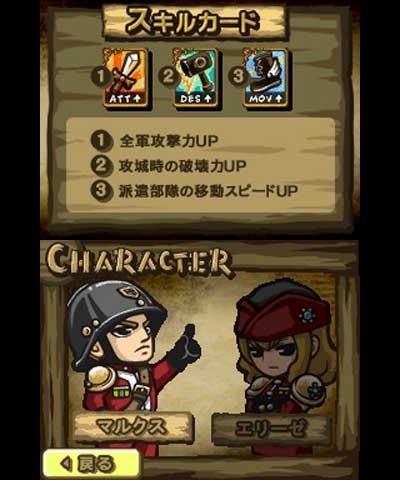 スキルカード
1 2 3
ATT↑ DES↑ MOV↑
1 全軍攻撃力UP
2 攻城時の破壊力UP
3 派遣部隊の移動スピードUP
CHARACTER
マルクス エリーゼ
戻る